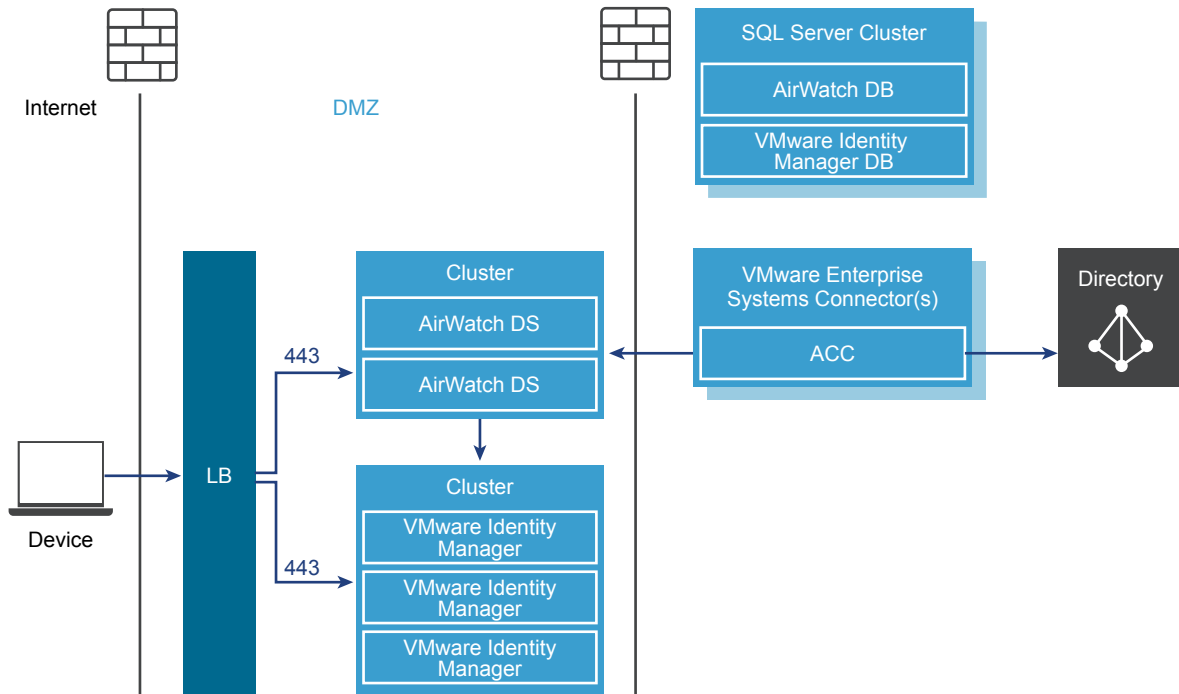 Internet
DMZ
SQL Server Cluster
AirWatch DB
VMware Identity
Manager DB
Cluster
AirWatch DS
AirWatch DS
VMware Enterprise
Systems Connector(s)
ACC
Directory
443
LB
Device
Cluster
VMware Identity
Manager
VMware Identity
Manager
VMware Identity
Manager
443